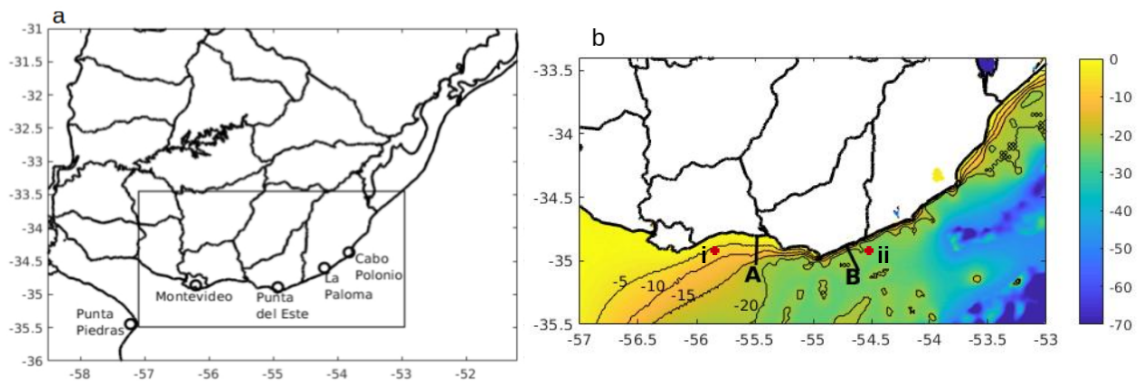 a
-31
-31.5
-32
-32.5
-33
-33.5
-34
-34.5
-35
-35.5
-36
-58
-57
-56
-55
-54
-53
-52
Cabo
Polonio
La
Paloma
Montevideo
Punta
del Este
Punta
Piedras
b
-33.5
-34
-34.5
-35
-35.5
-57
-56.5
-56
-55.5
-55
-54.5
-54
-53.5
-53
i
ii
A
B
-5
-10
-15
-20
0
-10
-20
-30
-40
-50
-60
-70